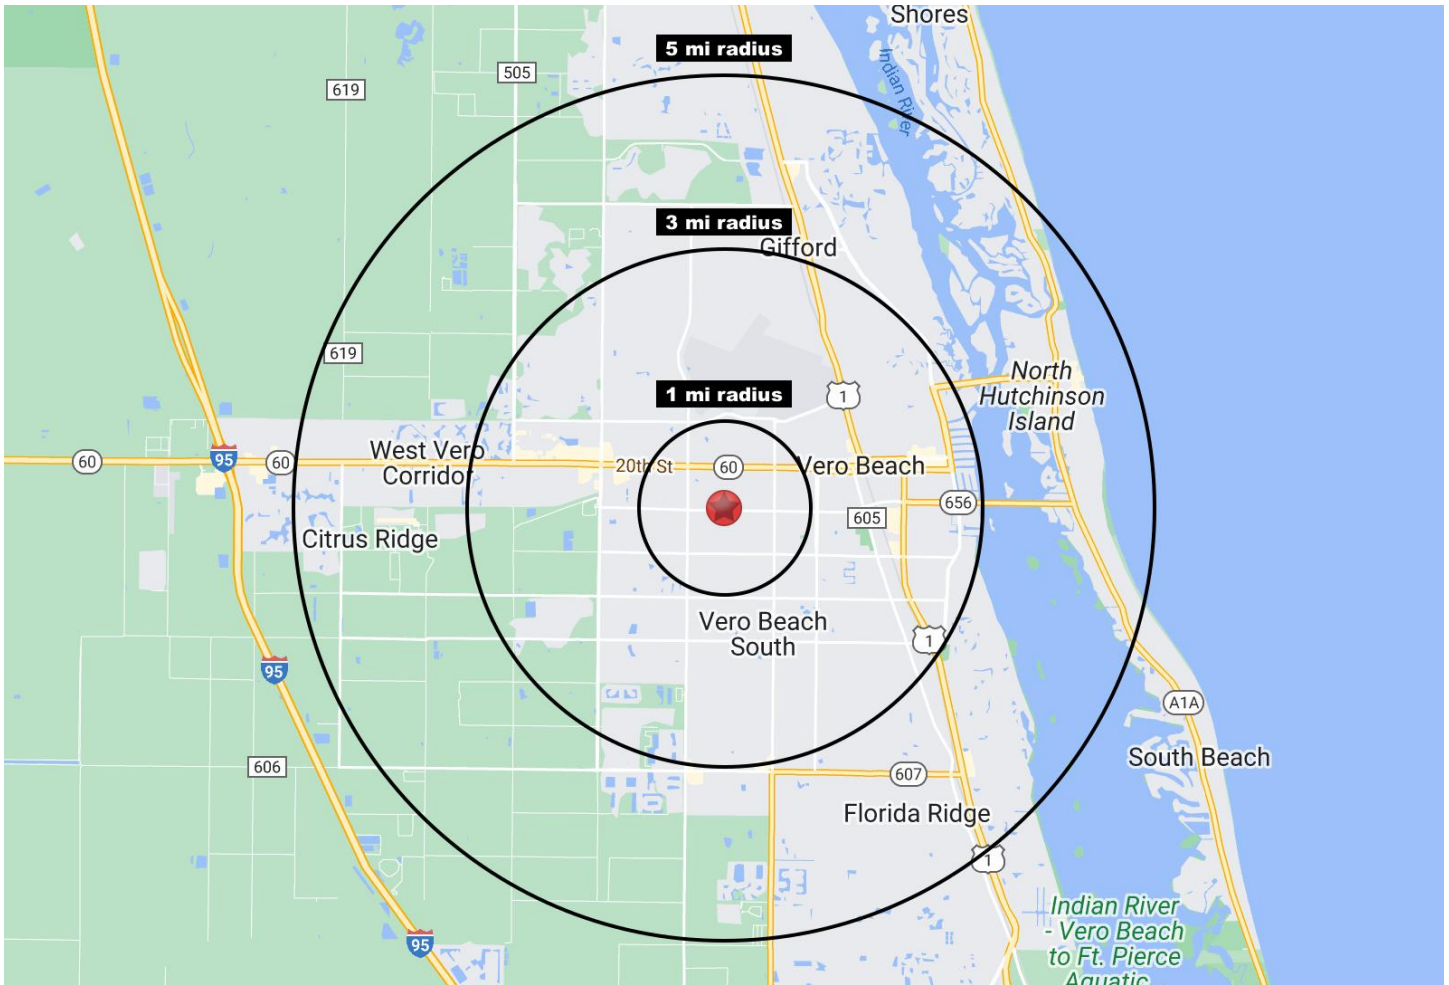 Shores
5 mi radius
505
619
Indian River
3 mi radius
Gifford
619
1 mi radius
1
North
Hutchinson
Island
West Vero
Corridor
60
95
60
20th St
60
Vero Beach
656
605
Citrus Ridge
Vero Beach
South
1
95
A1A
606
607
South Beach
Florida Ridge
1
95
Indian River
- Vero Beach
to Ft. Pierce
Aquatic